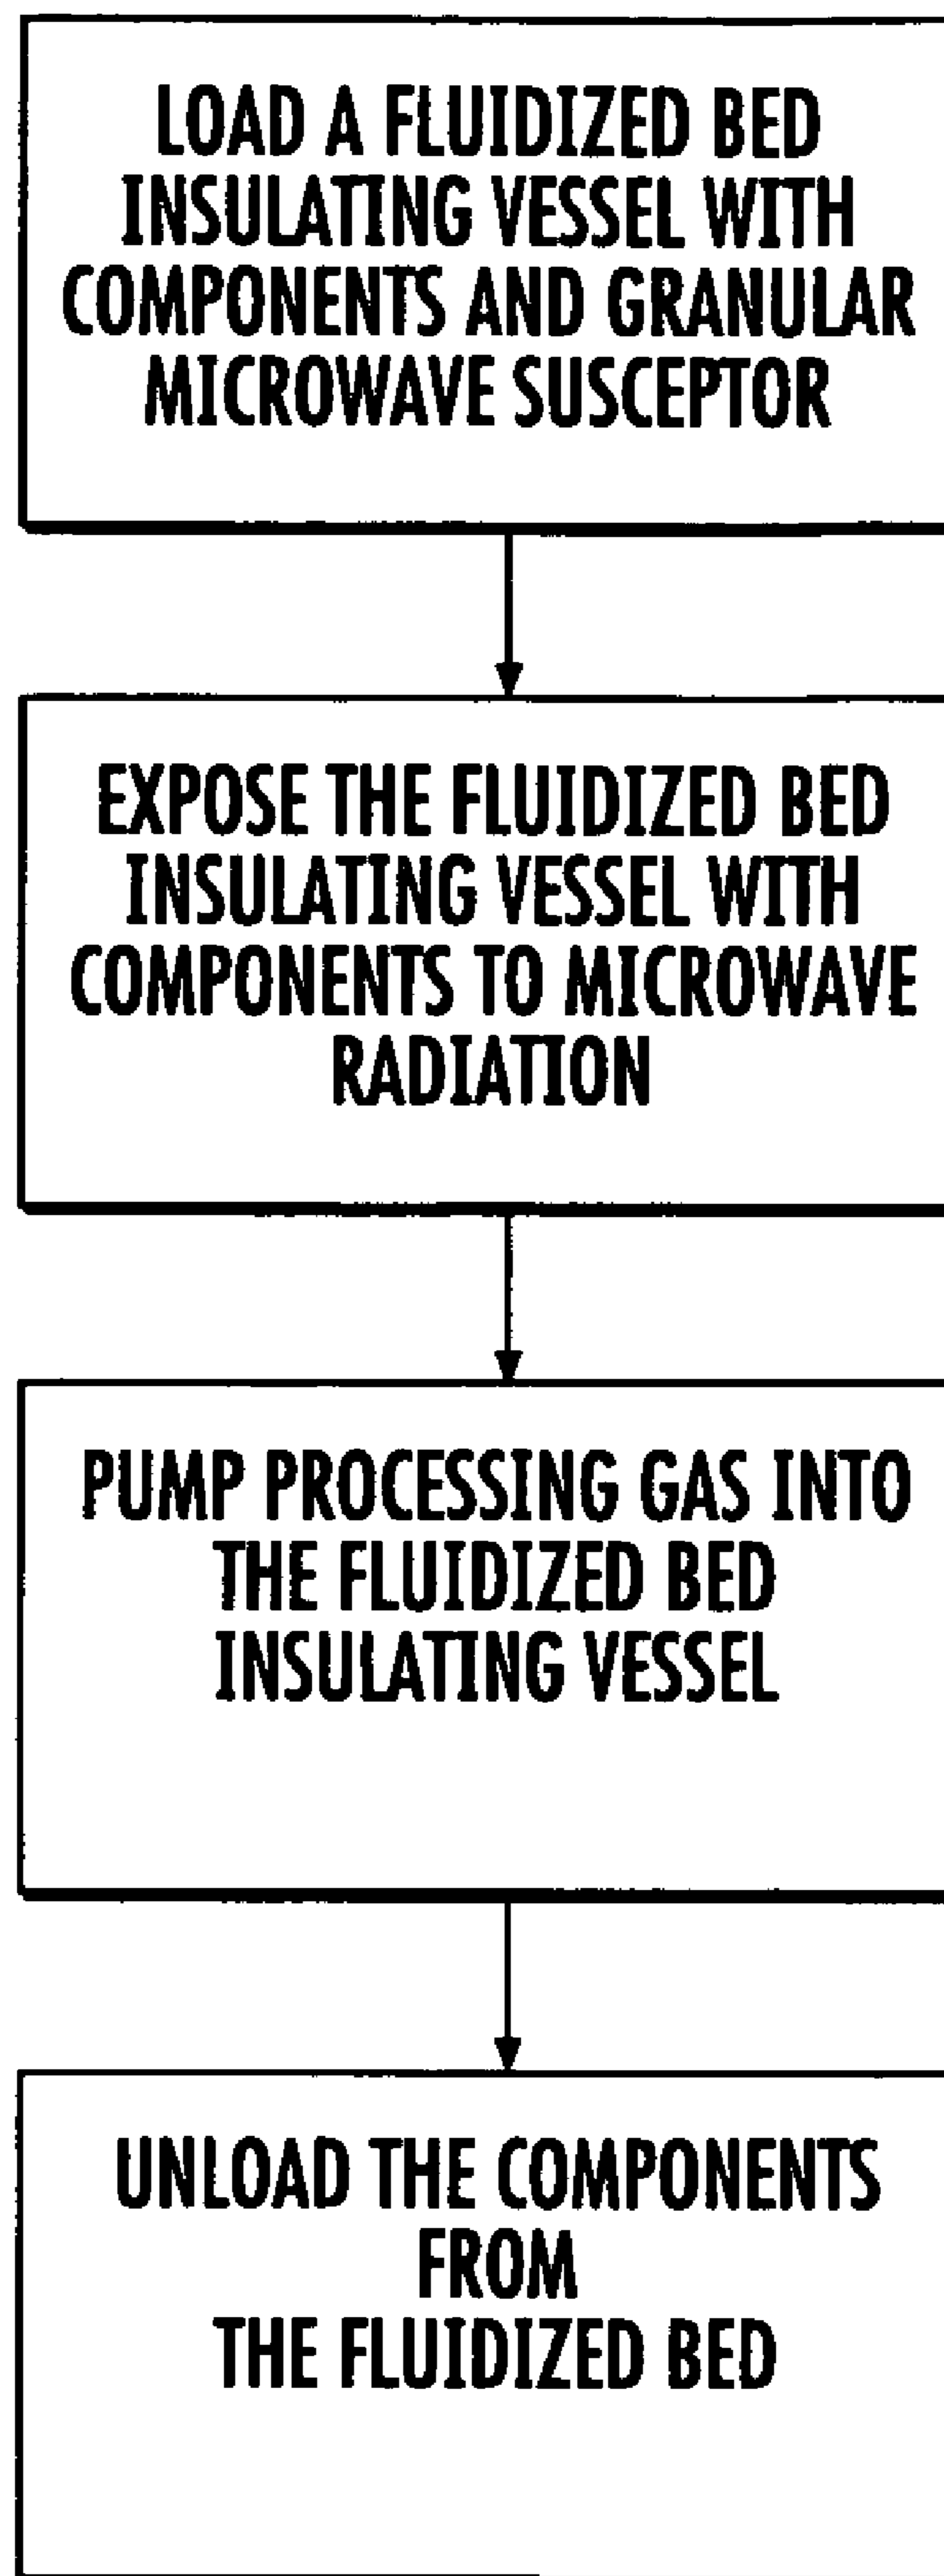 LOAD A FLUIDIZED BED
INSULATING VESSEL WITH
COMPONENTS AND GRANULAR
MICROWAVE SUSCEPTOR
EXPOSE THE FLUIDIZED BED
INSULATING VESSEL WITH
COMPONENTS TO MICROWAVE
RADIATION
PUMP PROCESSING GAS INTO
THE FLUIDIZED BED
INSULATING VESSEL
UNLOAD THE COMPONENTS
FROM
THE FLUIDIZED BED